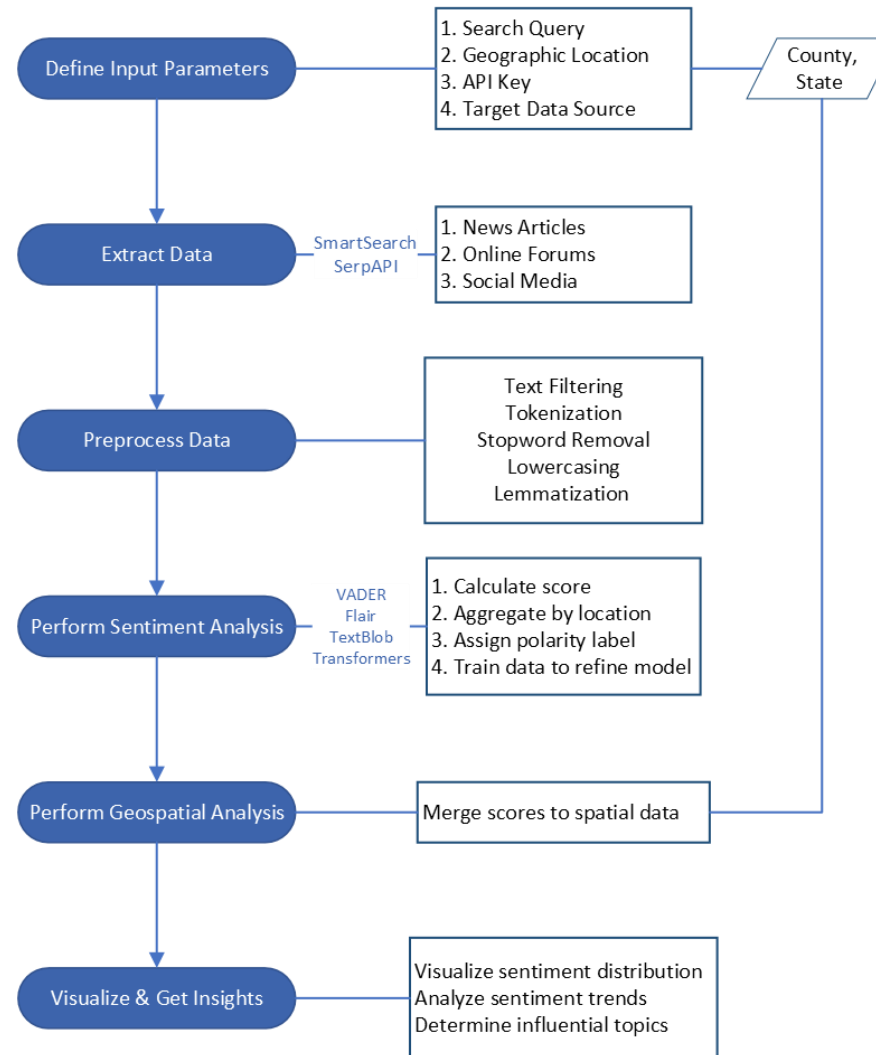 Define Input Parameters
1. Search Query
2. Geographic Location
3. API Key
4. Target Data Source
County,
State
Extract Data
SmartSearch
SerpAPI
1. News Articles
2. Online Forums
3. Social Media
Preprocess Data
Text Filtering
Tokenization
Stopword Removal
Lowercasing
Lemmatization
Perform Sentiment Analysis
VADER
Flair
TextBlob
Transformers
1. Calculate score
2. Aggregate by location
3. Assign polarity label
4. Train data to refine model
Perform Geospatial Analysis
Merge scores to spatial data
Visualize & Get Insights
Visualize sentiment distribution
Analyze sentiment trends
Determine influential topics